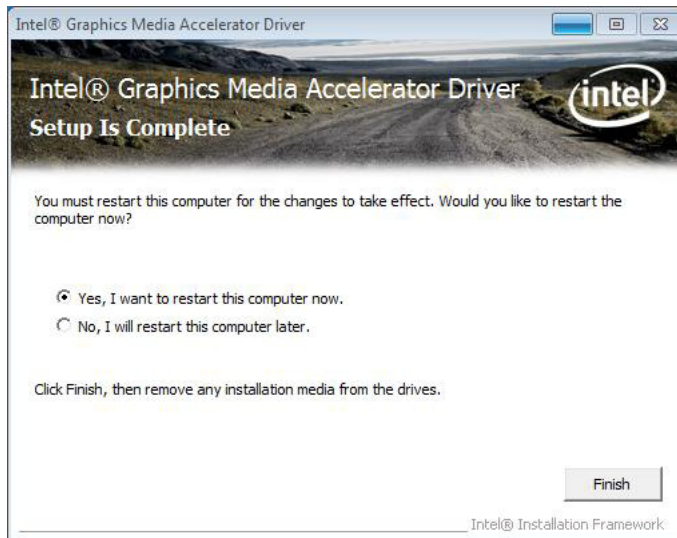 Intel® Graphics Media Accelerator Driver
Intel® Graphics Media Accelerator Driver
intel
Setup Is Complete
You must restart this computer for the changes to take effect. Would you like to restart the
computer now?
Yes, I want to restart this computer now.
No, I will restart this computer later.
Click Finish, then remove any installation media from the drives.
Finish
Intel® Installation Framework